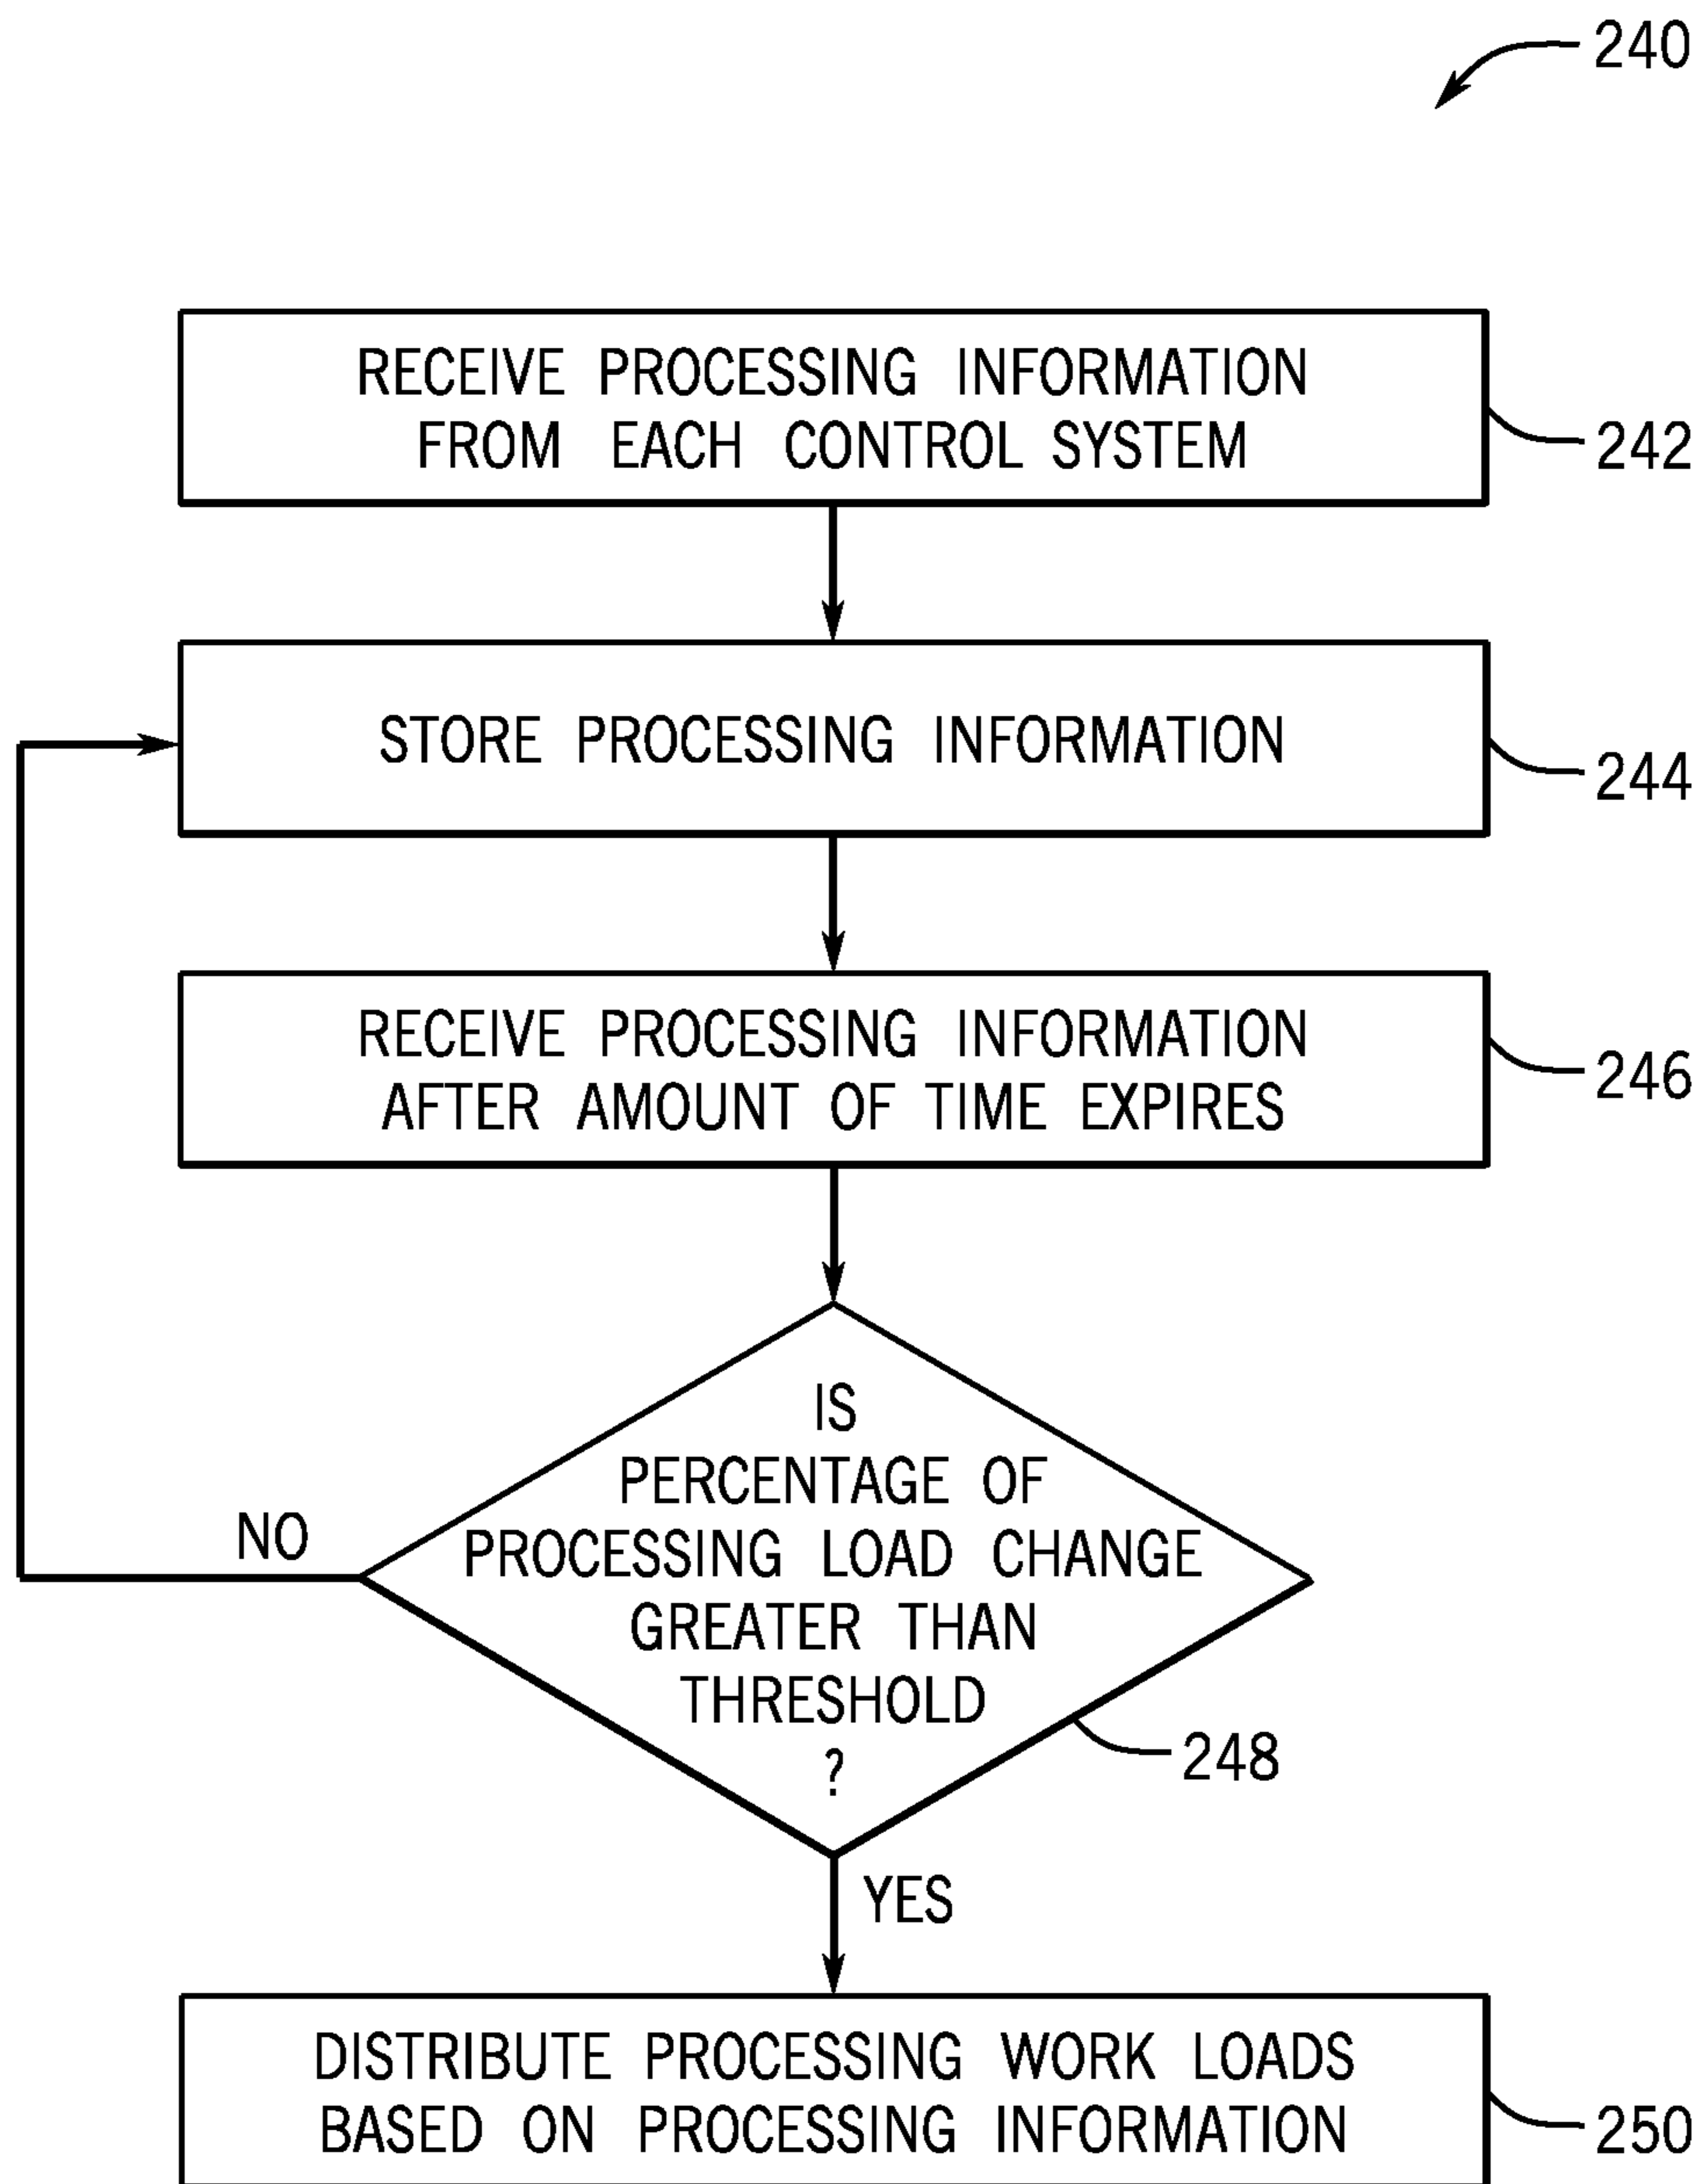 240
RECEIVE PROCESSING INFORMATION
FROM EACH CONTROL SYSTEM
242
STORE PROCESSING INFORMATION
244
RECEIVE PROCESSING INFORMATION
AFTER AMOUNT OF TIME EXPIRES
246
IS
PERCENTAGE OF
PROCESSING LOAD CHANGE
GREATER THAN
THRESHOLD
?
NO
248
YES
DISTRIBUTE PROCESSING WORK LOADS
BASED ON PROCESSING INFORMATION
250